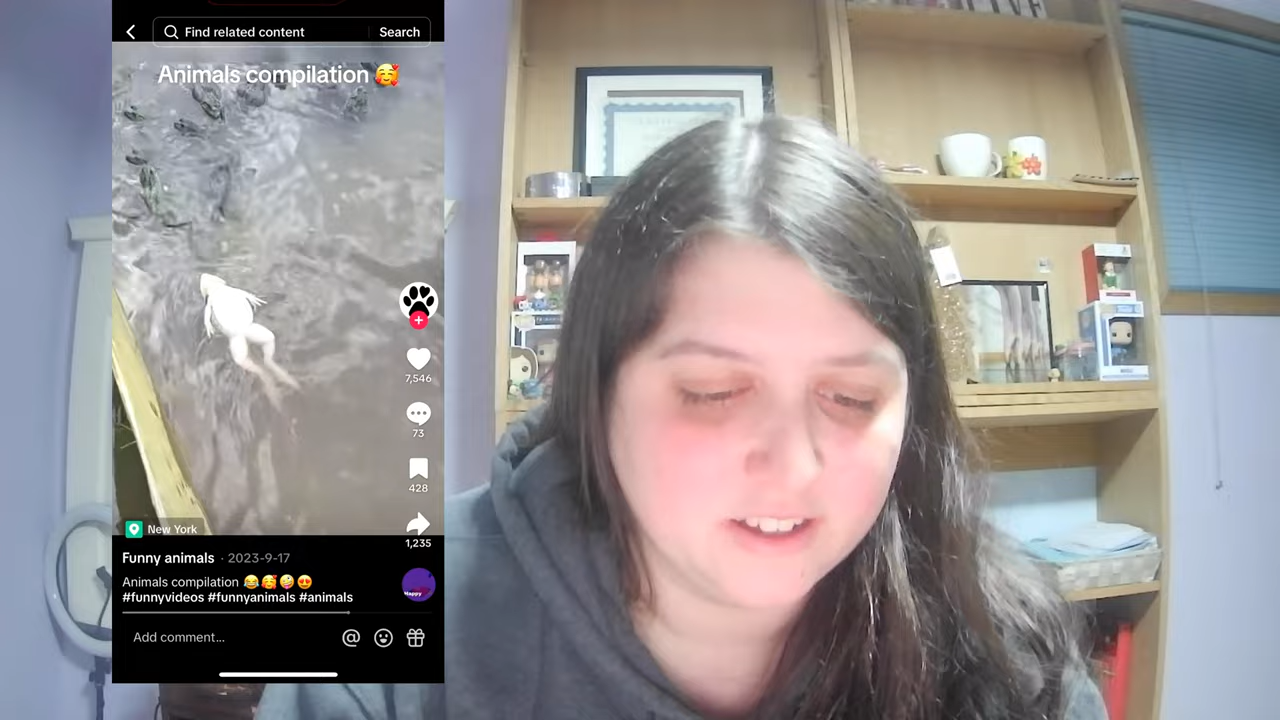 Find related content
Search
Animals compilation 🥰
7,546
73
428
1,235
New York
Funny animals · 2023-9-17
Animals compilation 😂🥰🤪😍
#funnyvideos #funnyanimals #animals
Happy
Add comment...